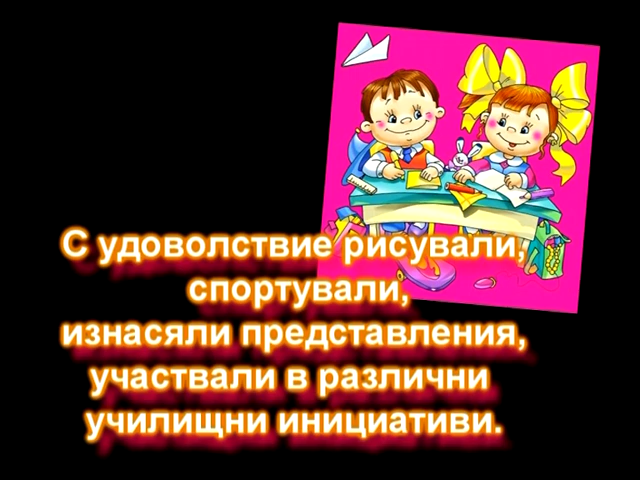 С удоволствие рисували,
спортували,
изнасяли представления,
участвали в различни
училищни инициативи.